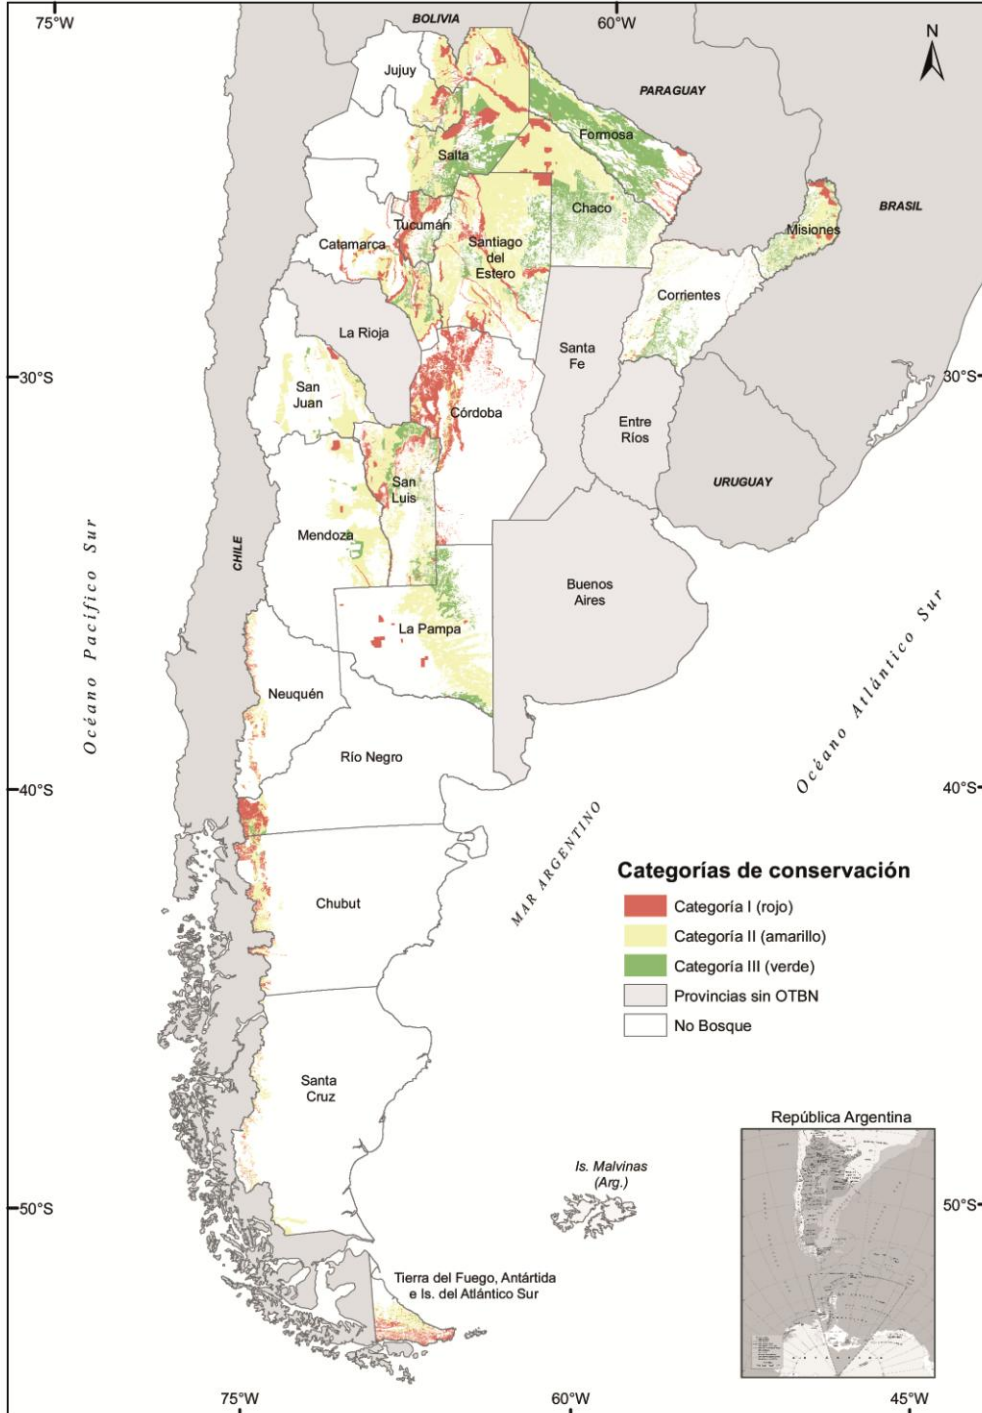 75°W
60°W
BOLIVIA
N
Jujuy
PARAGUAY
Formosa
Salta
Chaco
BRASIL
Tucumán
Misiones
Catamarca
Santiago
del
Estero
Corrientes
La Rioja
Santa
Fe
30°S
30°S
San
Juan
Córdoba
Entre
Ríos
San
Luis
URUGUAY
Mendoza
CHILE
Buenos
Aires
La Pampa
Océano Pacífico Sur
Océano Atlántico Sur
Neuquén
Río Negro
40°S
40°S
MAR ARGENTINO
Chubut
Categorías de conservación
Categoría I (rojo)
Categoría II (amarillo)
Categoría III (verde)
Provincias sin OTBN
No Bosque
Santa
Cruz
República Argentina
Is. Malvinas
(Arg.)
50°S
50°S
Tierra del Fuego, Antártida
e Is. del Atlántico Sur
75°W
60°W
45°W